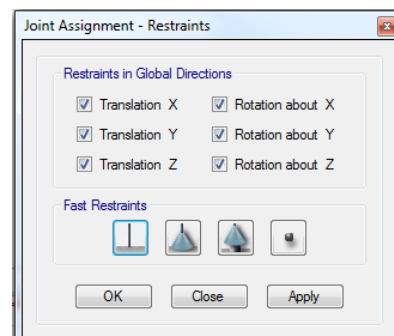 Joint Assignment - Restraints
Restraints in Global Directions
Translation X Rotation about X
Translation Y Rotation about Y
Translation Z Rotation about Z
Fast Restraints
OK Close Apply